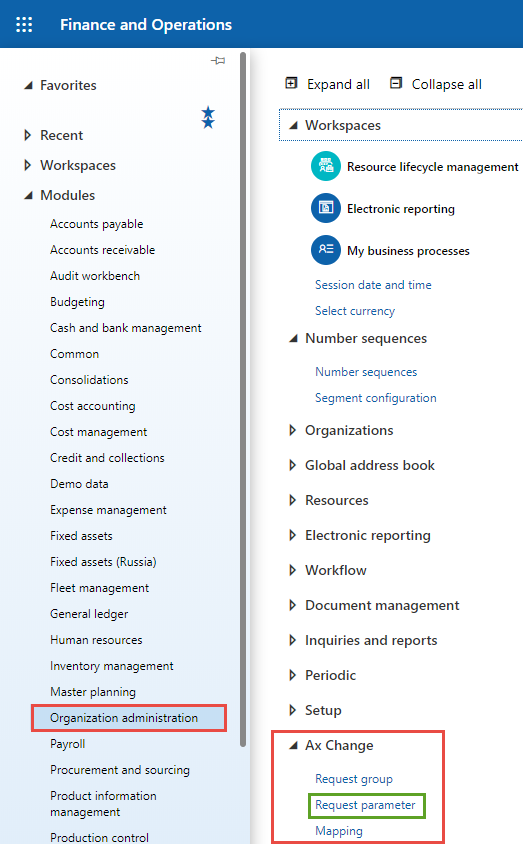 Finance and Operations
Favorites
Recent
Workspaces
Modules
Accounts payable
Accounts receivable
Audit workbench
Budgeting
Cash and bank management
Common
Consolidations
Cost accounting
Cost management
Credit and collections
Demo data
Expense management
Fixed assets
Fixed assets (Russia)
Fleet management
General ledger
Human resources
Inventory management
Master planning
Organization administration
Payroll
Procurement and sourcing
Product information
management
Production control
Expand all
Collapse all
Workspaces
Resource lifecycle management
Electronic reporting
My business processes
Session date and time
Select currency
Number sequences
Number sequences
Segment configuration
Organizations
Global address book
Resources
Electronic reporting
Workflow
Document management
Inquiries and reports
Periodic
Setup
Ax Change
Request group
Request parameter
Mapping